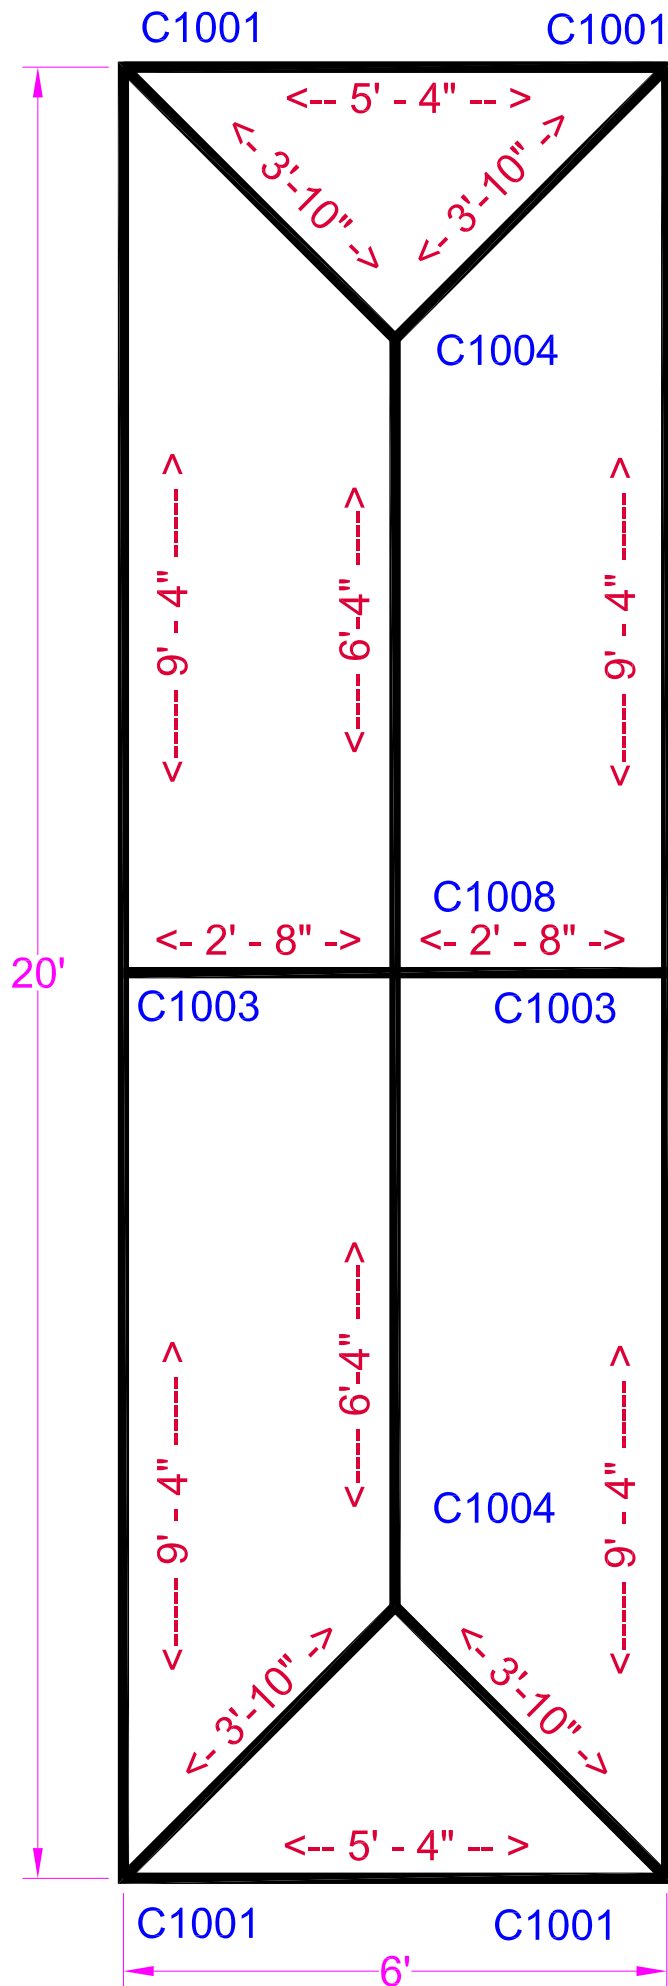 C1001
C1001
<-- 5' - 4" -- >
<- 3'-10" ->
<- 3'-10" ->
C1004
<----- 9' - 4" ----->
<---- 6'-4" ---->
<----- 9' - 4" ----->
C1008
<- 2' - 8" ->
<- 2' - 8" ->
20'
C1003
C1003
<----- 9' - 4" ----->
<---- 6'-4" ---->
<----- 9' - 4" ----->
C1004
<- 3'-10" ->
<- 3'-10" ->
<-- 5' - 4" -- >
C1001
C1001
6'